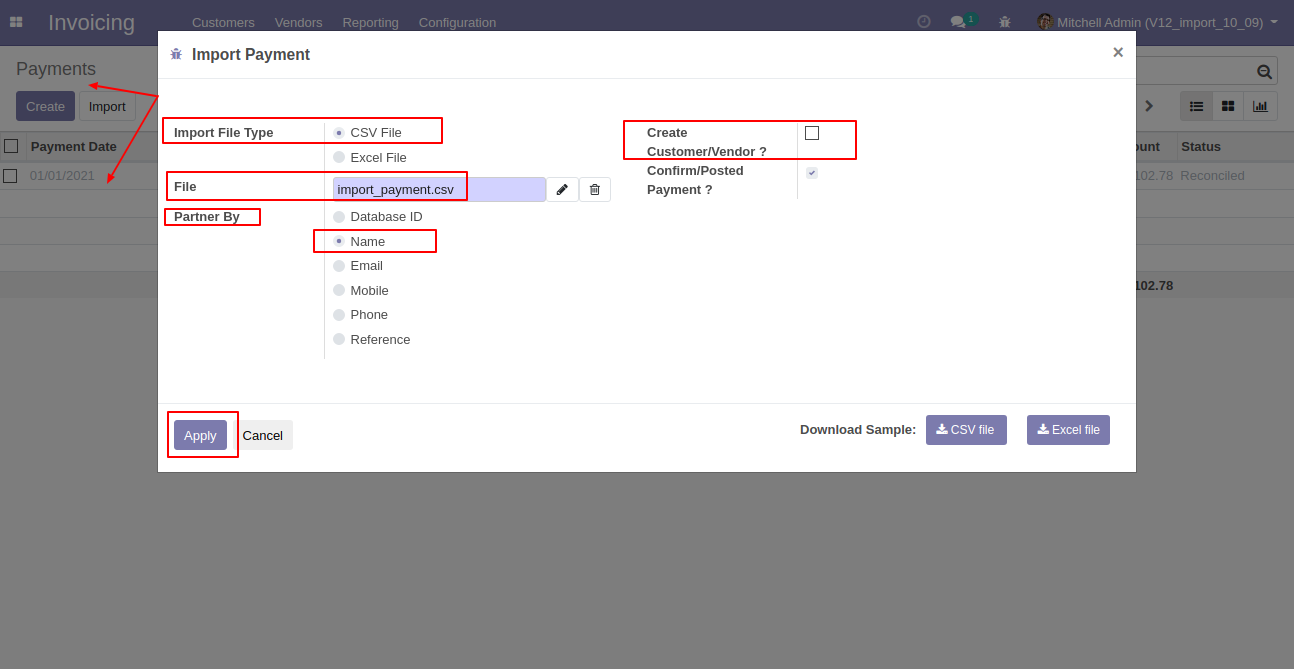 Invoicing Customers Vendors Reporting Configuration 1 Mitchell Admin (V12_import_10_09)
Import Payment ×
Payments
Create Import
Payment Date
01/01/2021
Import File Type
CSV File
Excel File
File
import_payment.csv
Partner By
Database ID
Name
Email
Mobile
Phone
Reference
Create
Customer/Vendor ?
Confirm/Posted
Payment ?
ount Status
102.78 Reconciled
102.78
Apply Cancel
Download Sample: CSV file Excel file